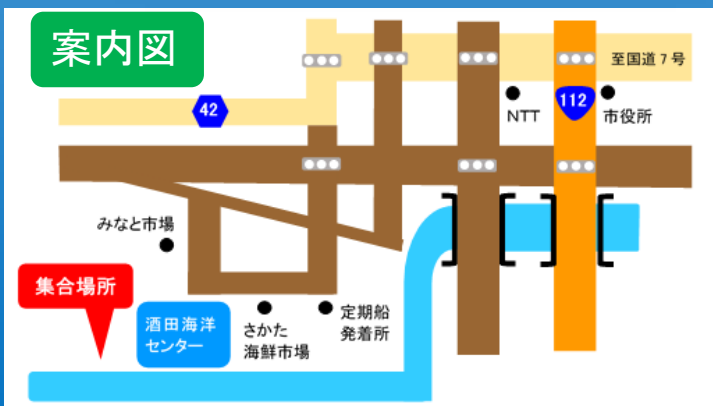 案内図
至国道7号
42
112
NTT
市役所
みなと市場
集合場所
酒田海洋
センター
さかた
海鮮市場
定期船
発着所